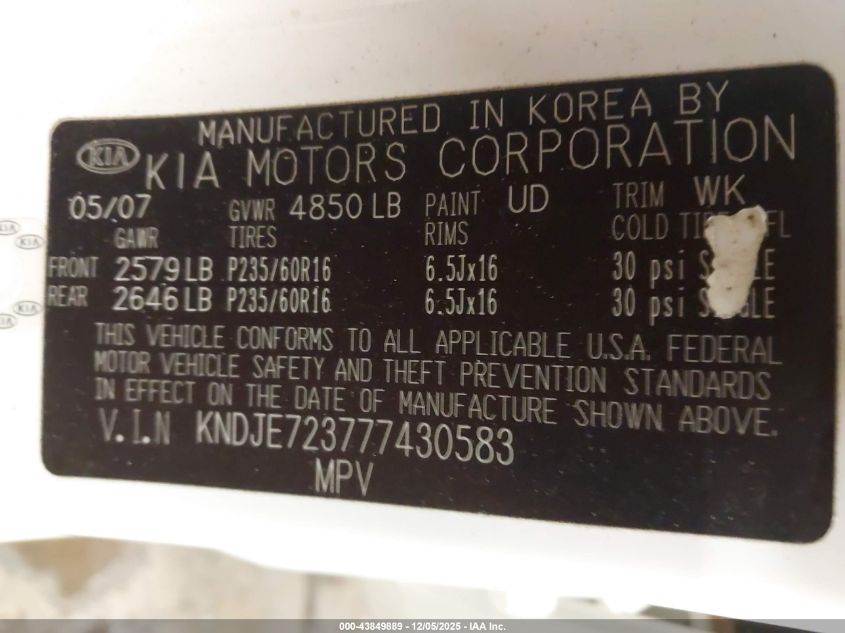 MANUFACTURED IN KOREA BY
KIA KIA MOTORS CORPORATION
05/07 GVWR 4850 LB PAINT UD TRIM WK
GAWR TIRES RIMS COLD
FRONT 2579 LB P235/60R16 6.5Jx16 30 psi
REAR 2646 LB P235/60R16 6.5Jx16 30 psi
THIS VEHICLE CONFORMS TO ALL APPLICABLE U.S.A. FEDERAL
MOTOR VEHICLE SAFETY AND THEFT PREVENTION STANDARDS
IN EFFECT ON THE DATE OF MANUFACTURE SHOWN ABOVE.
V.I.N KNDJE723777430583
MPV
KIA
KIA
KIA
000-43849889 | 12/05/2025 - IAA Inc.